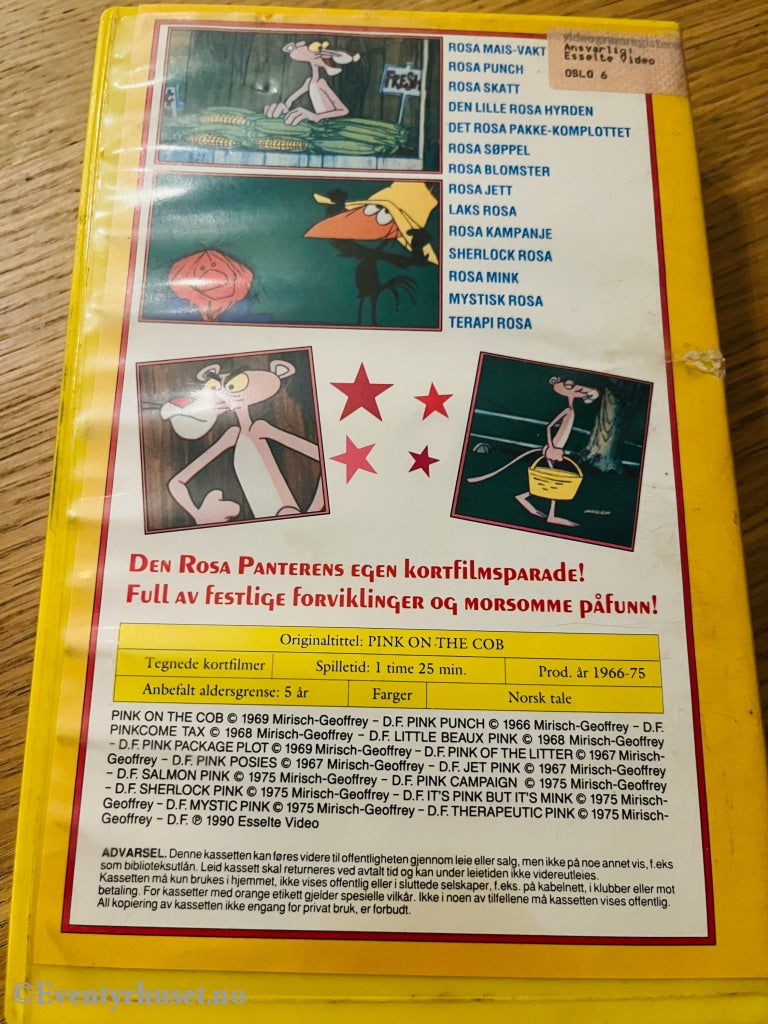 FRESH
videogramregistere
Ansvarlig:
Esselte Video
OSLO 6
ROSA MAIS-VAKT
ROSA PUNCH
ROSA SKATT
DEN LILLE ROSA HYRDEN
DET ROSA PAKKE-KOMPLOTTET
ROSA SØPPEL
ROSA BLOMSTER
ROSA JETT
LAKS ROSA
ROSA KAMPANJE
SHERLOCK ROSA
ROSA MINK
MYSTISK ROSA
TERAPI ROSA
DEN ROSA PANTERENS EGEN KORTFILMSPARADE!
FULL AV FESTLIGE FORVIKLINGER OG MORSOMME PÅFUNN!
Originaltittel: PINK ON THE COB
Tegnede kortfilmer Spilletid: 1 time 25 min. Prod. år 1966-75
Anbefalt aldersgrense: 5 år Farger Norsk tale
PINK ON THE COB © 1969 Mirisch-Geoffrey – D.F. PINK PUNCH © 1966 Mirisch-Geoffrey – D.F.
PINKCOME TAX © 1968 Mirisch-Geoffrey – D.F. LITTLE BEAUX PINK © 1968 Mirisch-Geoffrey
– D.F. PINK PACKAGE PLOT © 1969 Mirisch-Geoffrey – D.F. PINK OF THE LITTER © 1967 Mirisch-
Geoffrey – D.F. PINK POSIES © 1967 Mirisch-Geoffrey – D.F. JET PINK © 1967 Mirisch-Geoffrey
– D.F. SALMON PINK © 1975 Mirisch-Geoffrey – D.F. PINK CAMPAIGN © 1975 Mirisch-Geoffrey
– D.F. SHERLOCK PINK © 1975 Mirisch-Geoffrey – D.F. IT'S PINK BUT IT'S MINK © 1975 Mirisch-
Geoffrey – D.F. MYSTIC PINK © 1975 Mirisch-Geoffrey – D.F. THERAPEUTIC PINK © 1975 Mirisch-
Geoffrey – D.F. ℗ 1990 Esselte Video
ADVARSEL. Denne kassetten kan føres videre til offentligheten gjennom leie eller salg, men ikke på noe annet vis, f.eks
som biblioteksutlån. Leid kassett skal returneres ved avtalt tid og kan under leietiden ikke videreutleies.
Kassetten må kun brukes i hjemmet, ikke vises offentlig eller i sluttede selskaper, f.eks. på kabelnett, i klubber eller mot
betaling. For kassetter med orange etikett gjelder spesielle vilkår. Ikke i noen av tilfellene må kassetten vises offentlig.
All kopiering av kassetten ikke engang for privat bruk, er forbudt.
©Eventyrhuset.no